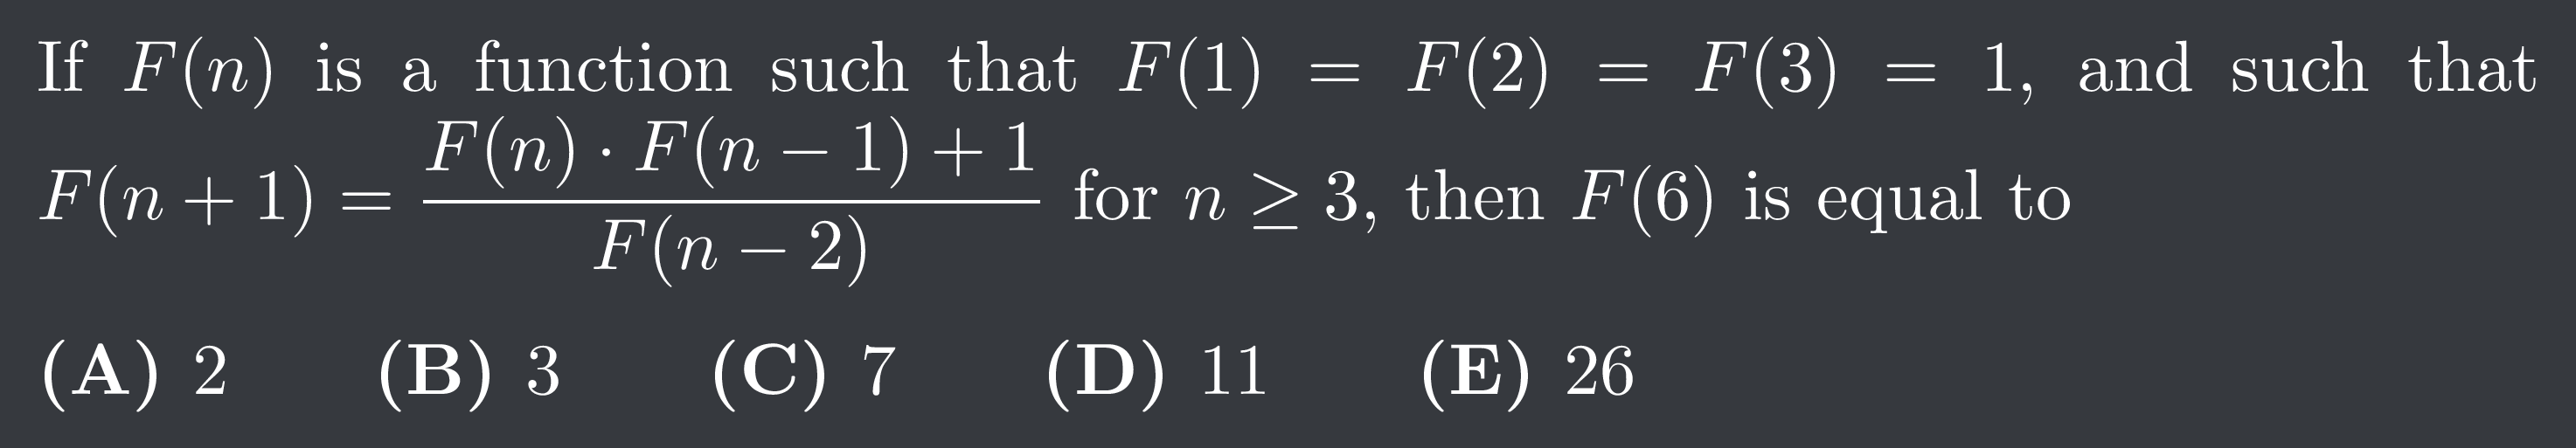 If F(n) is a function such that F(1) = F(2) = F(3) = 1, and such that
F(n + 1) = \frac{F(n) · F(n − 1) + 1}{F(n − 2)} for n ≥ 3, then F(6) is equal to
(A) 2 (B) 3 (C) 7 (D) 11 (E) 26